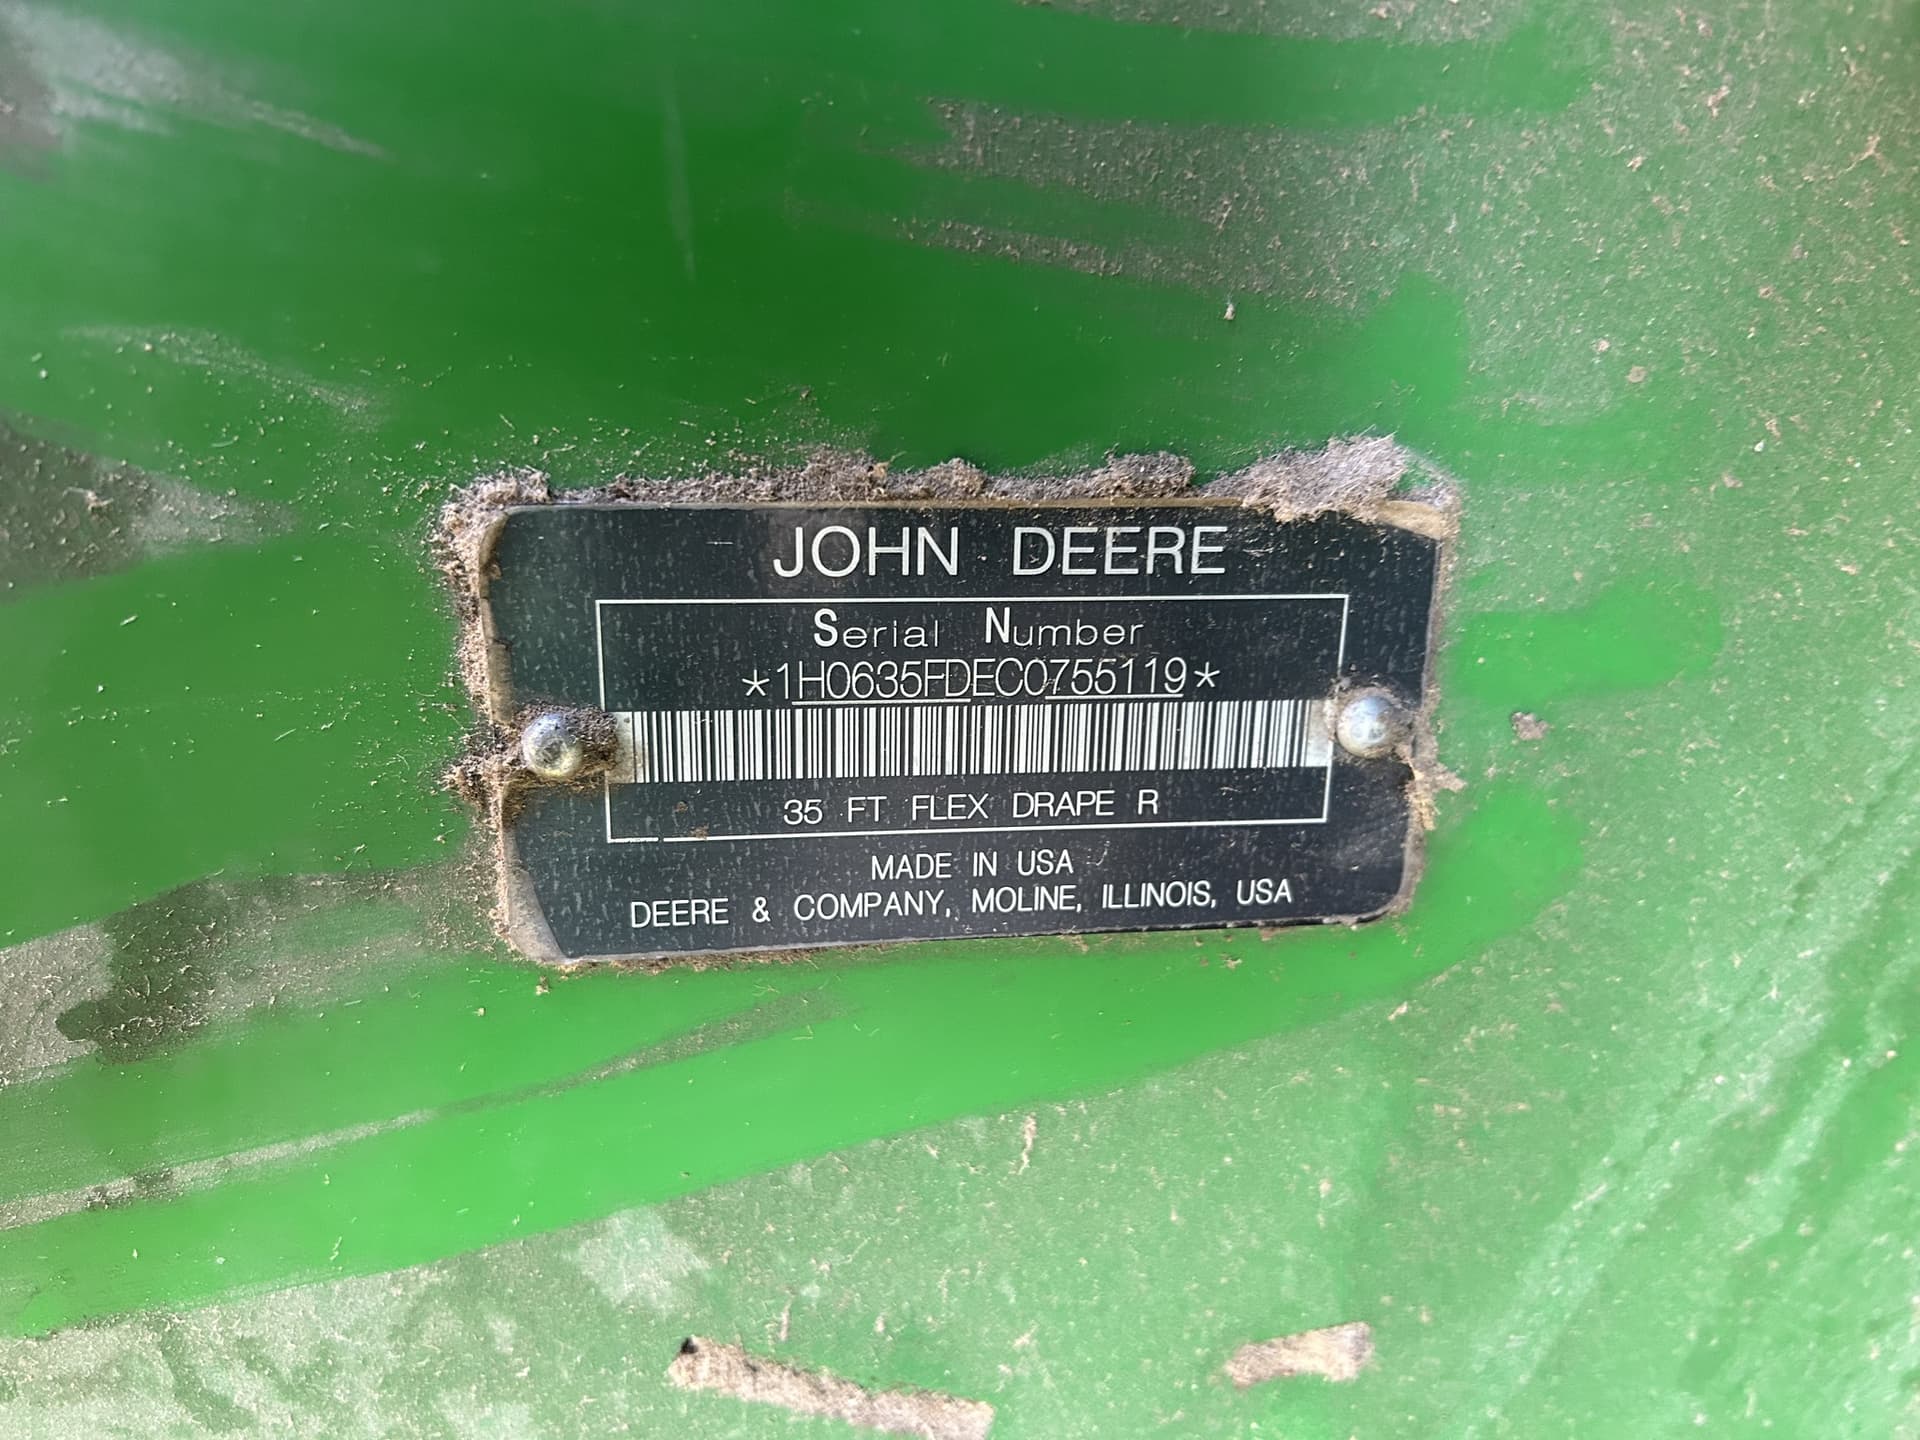 JOHN DEERE
Serial Number
*1H0635FDEC0755119*
35 FT FLEX DRAPE R
MADE IN USA
DEERE & COMPANY, MOLINE, ILLINOIS, USA